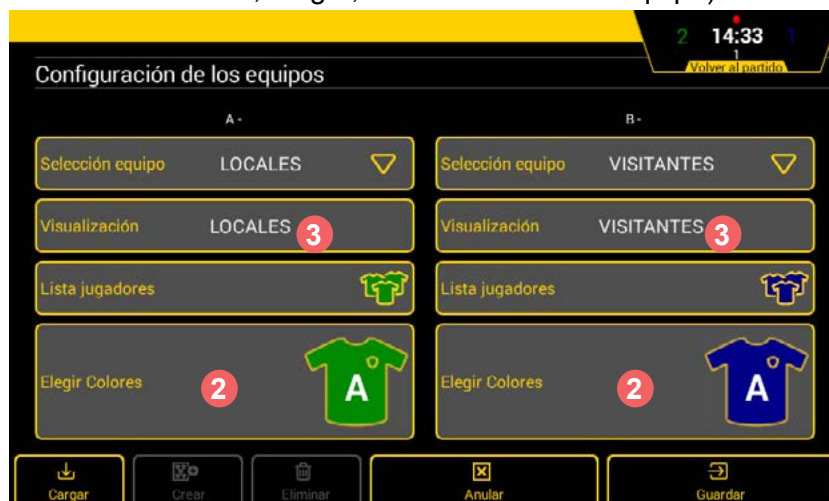 2 14:33 1
1
Volver al partido
Configuración de los equipos
A -
B -
Selección equipo LOCALES
Selección equipo VISITANTES
Visualización LOCALES 3
Visualización VISITANTES 3
Lista jugadores
Lista jugadores
Elegir Colores 2 A
Elegir Colores 2 A
Cargar
Crear
Eliminar
Anular
Guardar